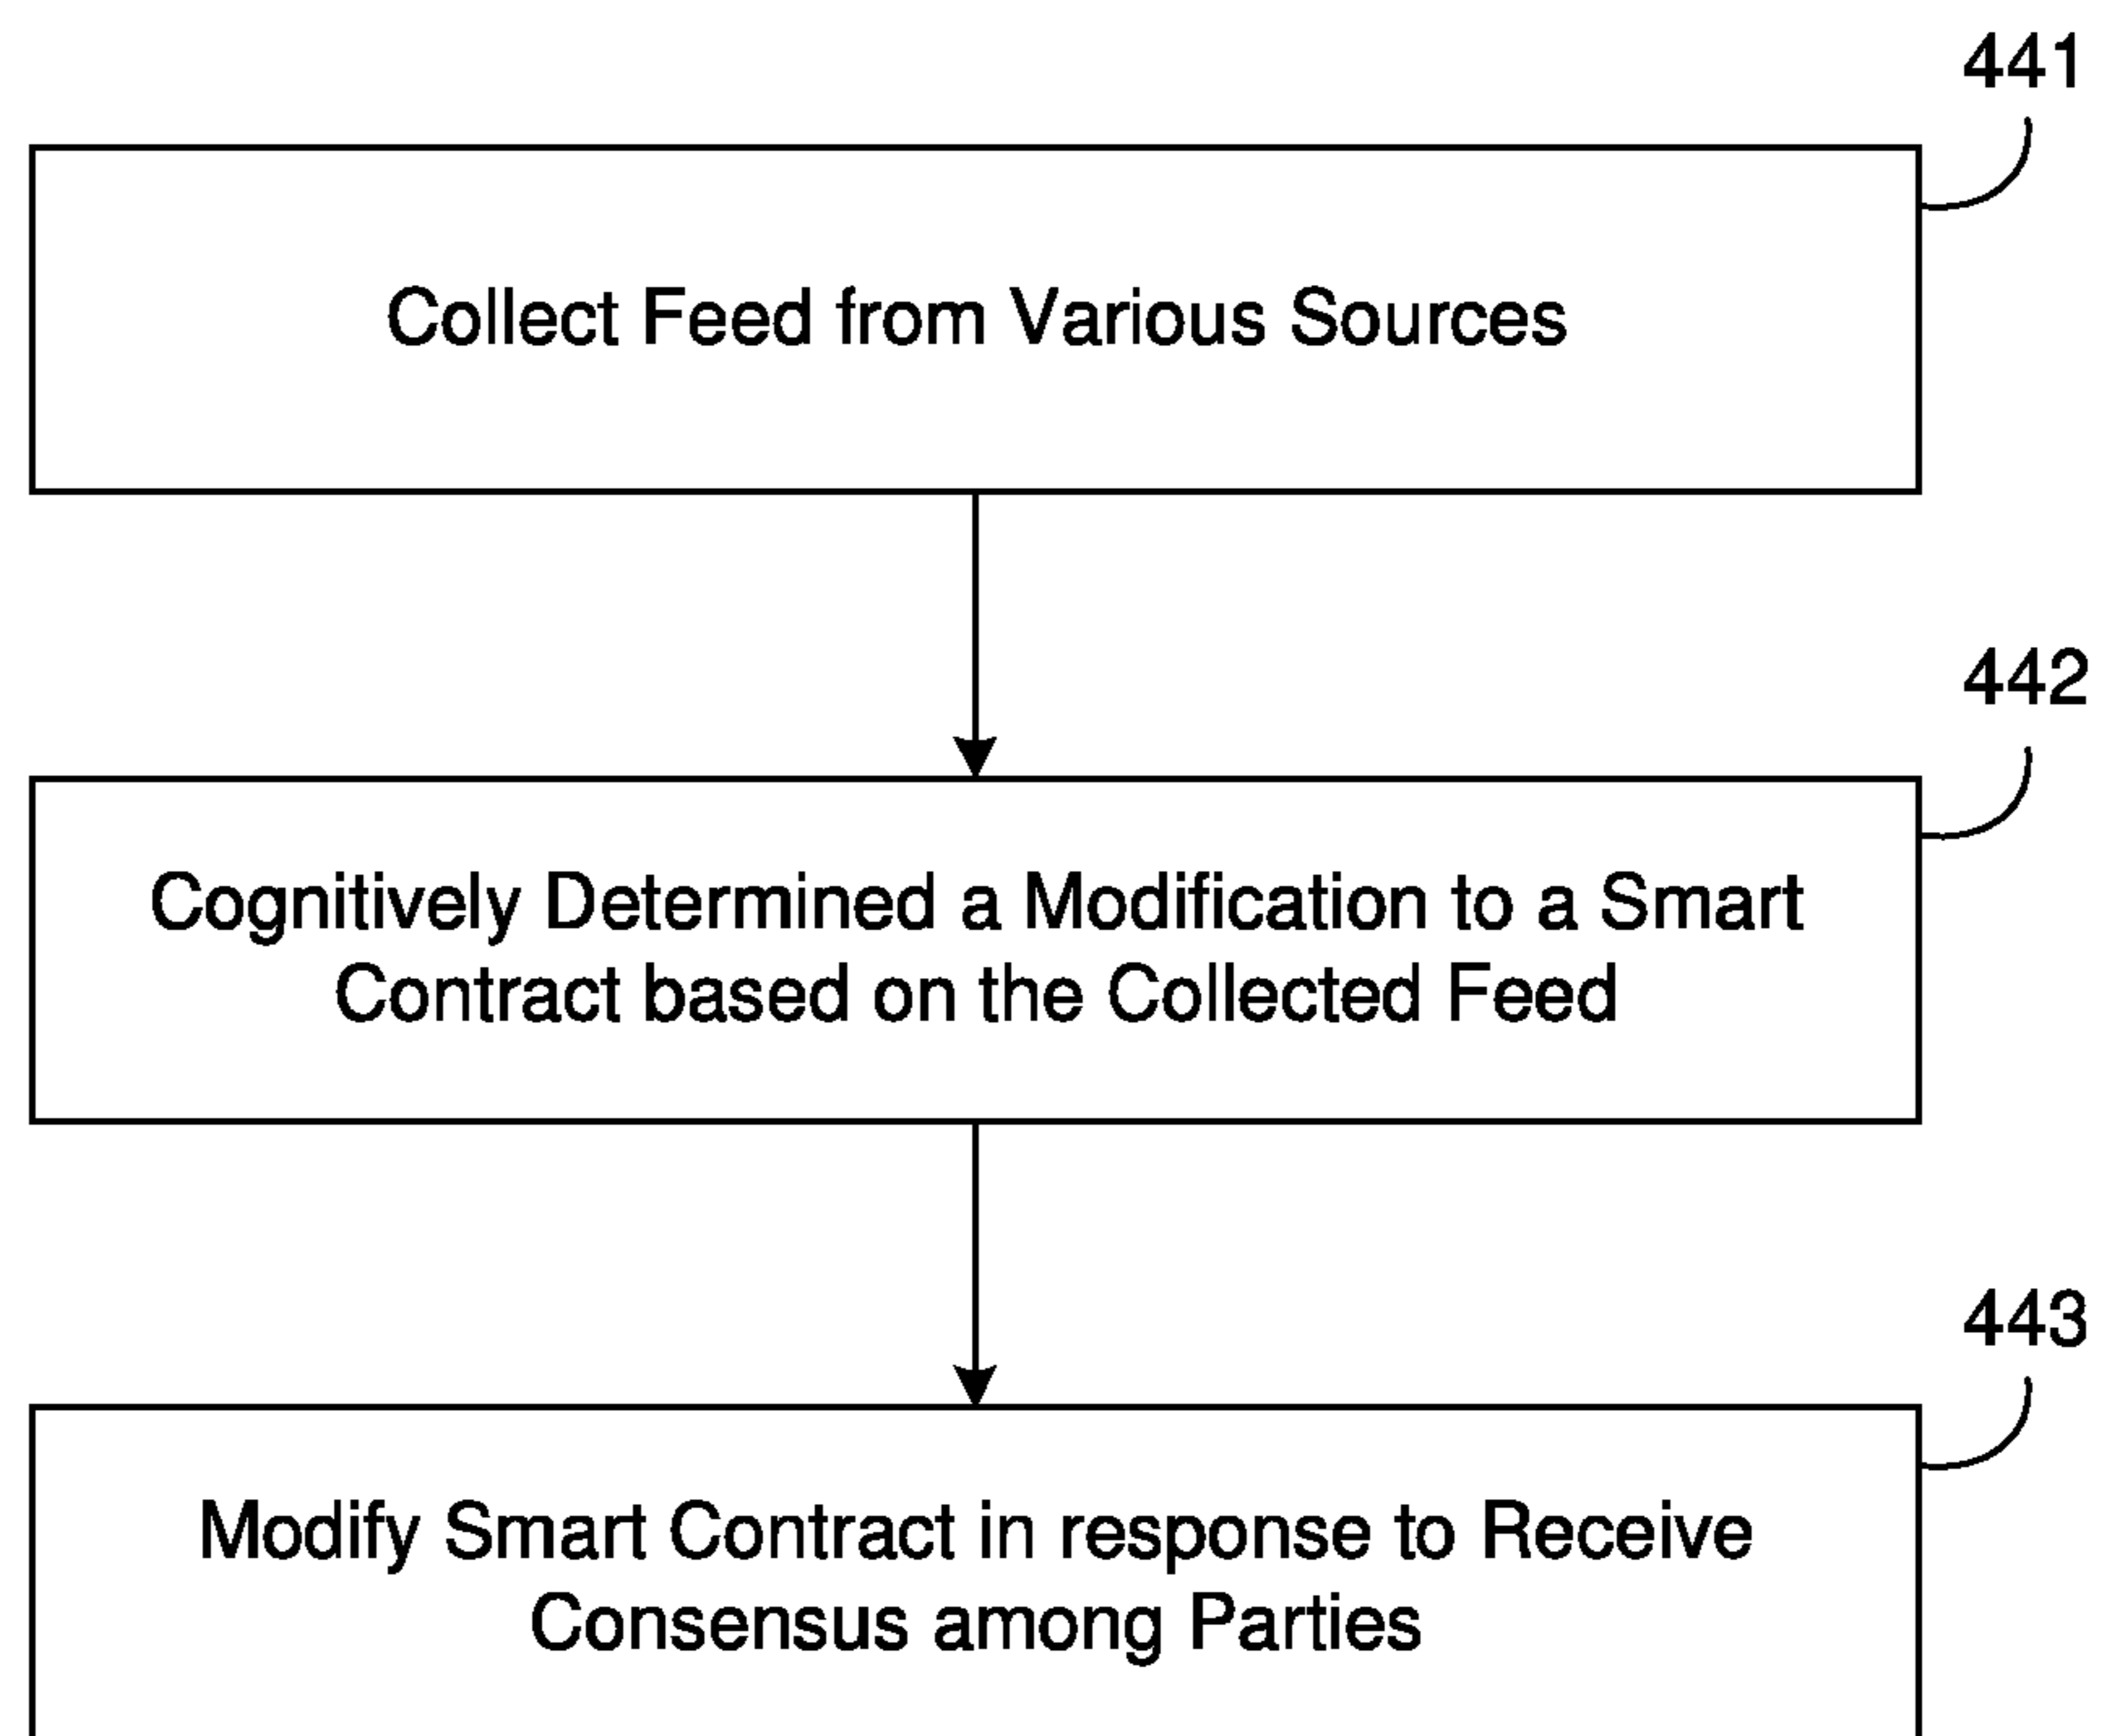 441
Collect Feed from Various Sources
442
Cognitively Determined a Modification to a Smart
Contract based on the Collected Feed
443
Modify Smart Contract in response to Receive
Consensus among Parties